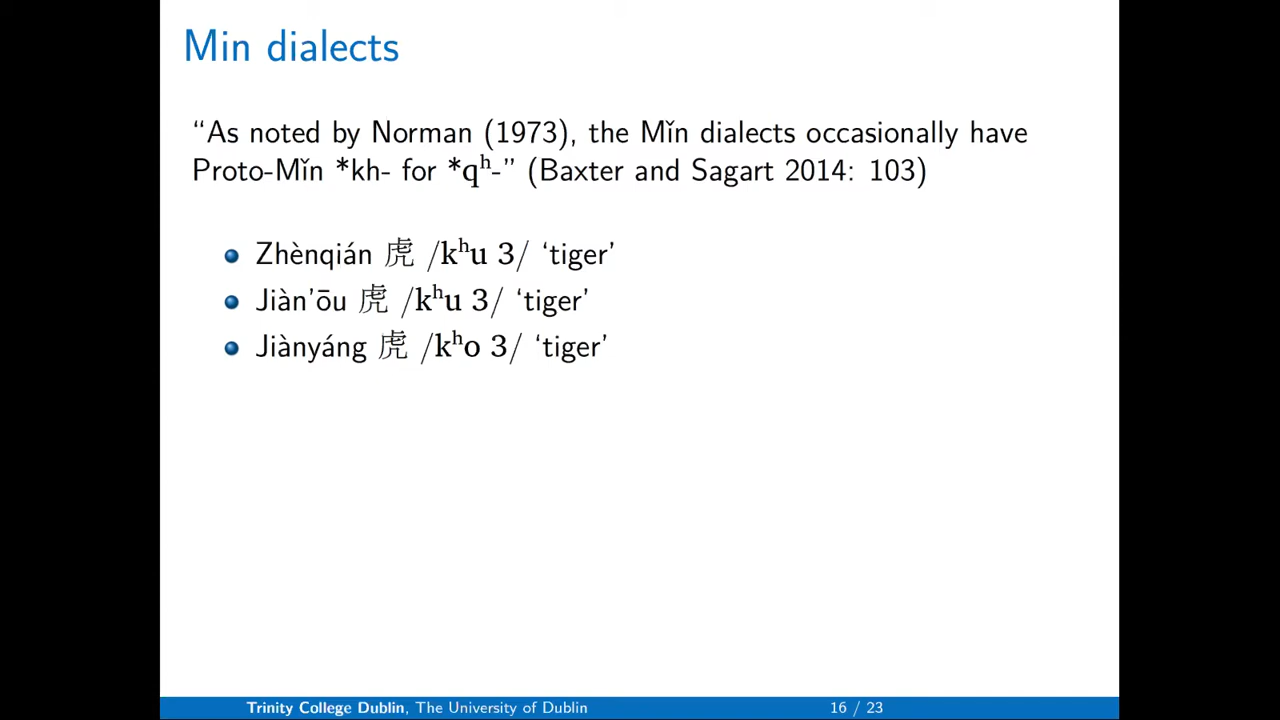 Min dialects
“As noted by Norman (1973), the Mǐn dialects occasionally have
Proto-Mǐn *kh- for *qʰ-” (Baxter and Sagart 2014: 103)
Zhènqián 虎 /kʰu 3/ ‘tiger’
Jiàn’ōu 虎 /kʰu 3/ ‘tiger’
Jiànyáng 虎 /kʰo 3/ ‘tiger’
Trinity College Dublin, The University of Dublin 16 / 23